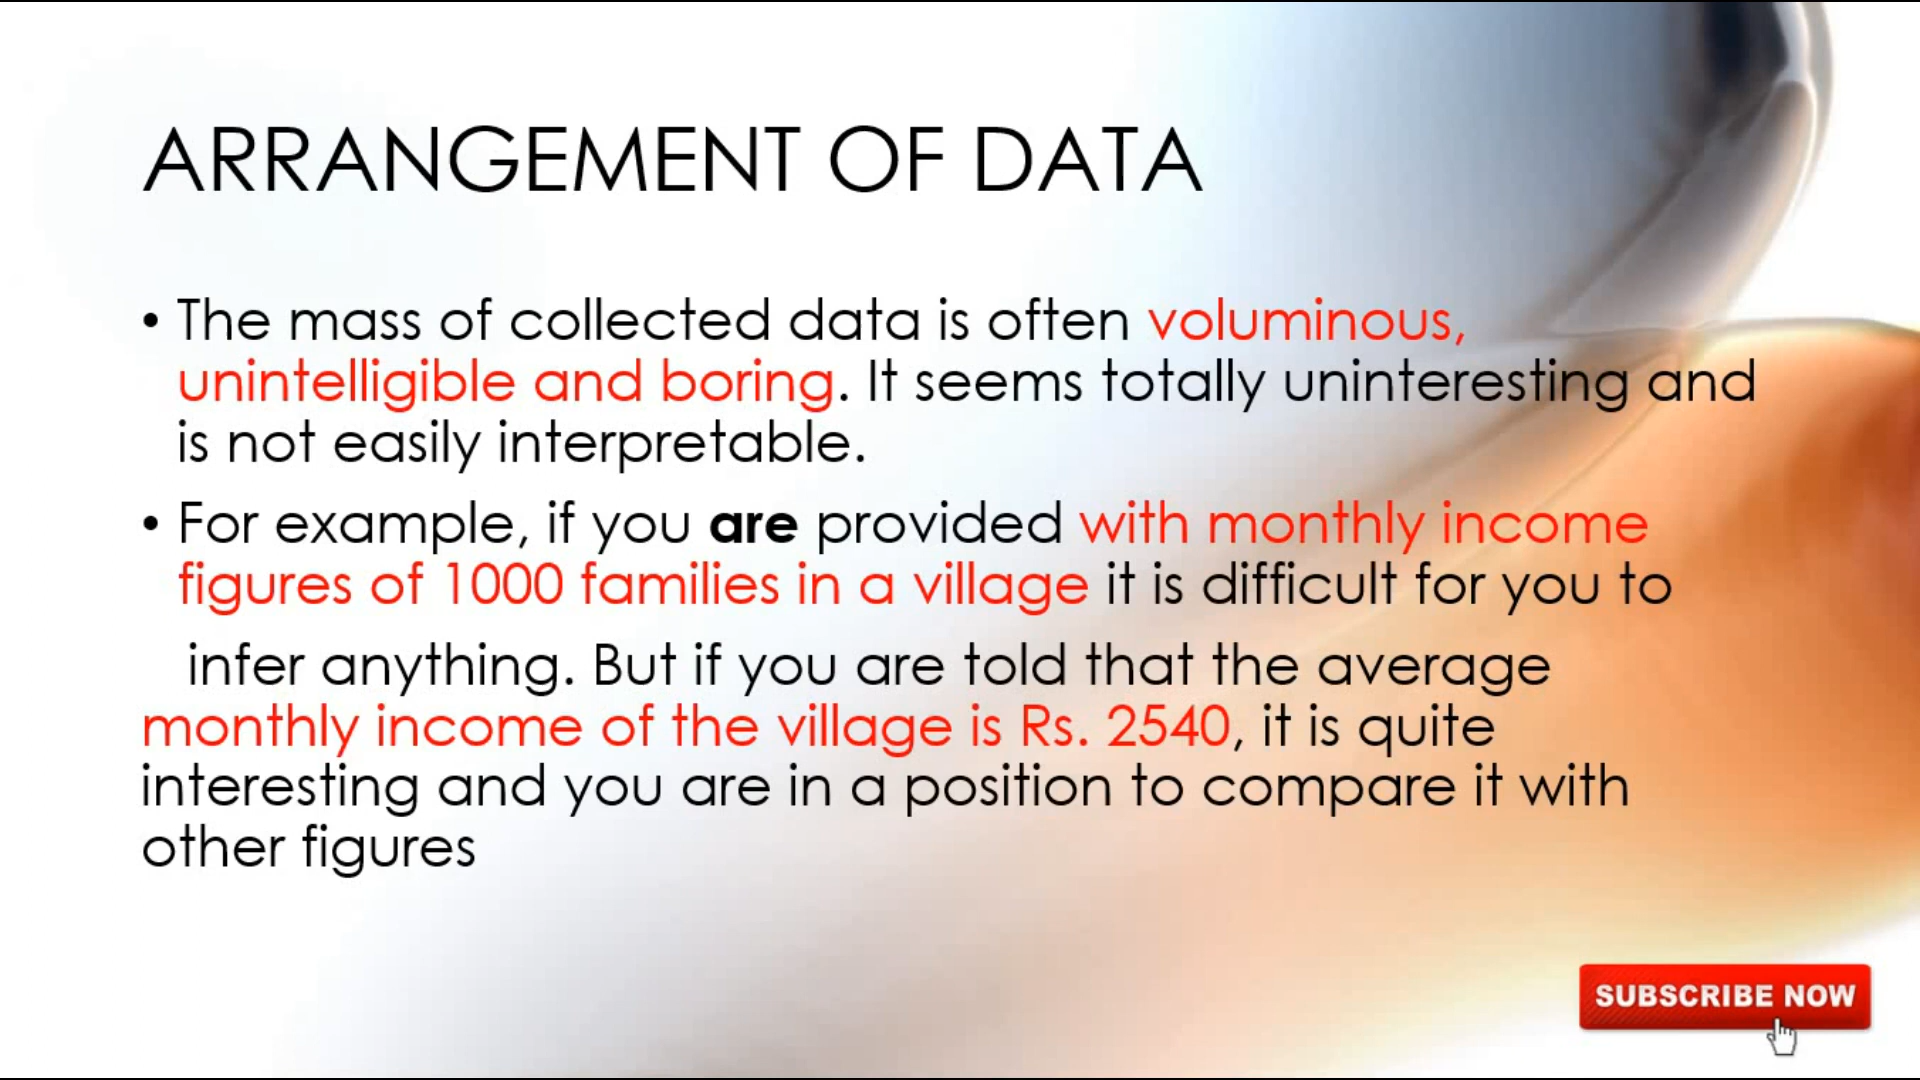 ARRANGEMENT OF DATA
• The mass of collected data is often voluminous,
unintelligible and boring. It seems totally uninteresting and
is not easily interpretable.
• For example, if you are provided with monthly income
figures of 1000 families in a village it is difficult for you to
infer anything. But if you are told that the average
monthly income of the village is Rs. 2540, it is quite
interesting and you are in a position to compare it with
other figures
SUBSCRIBE NOW